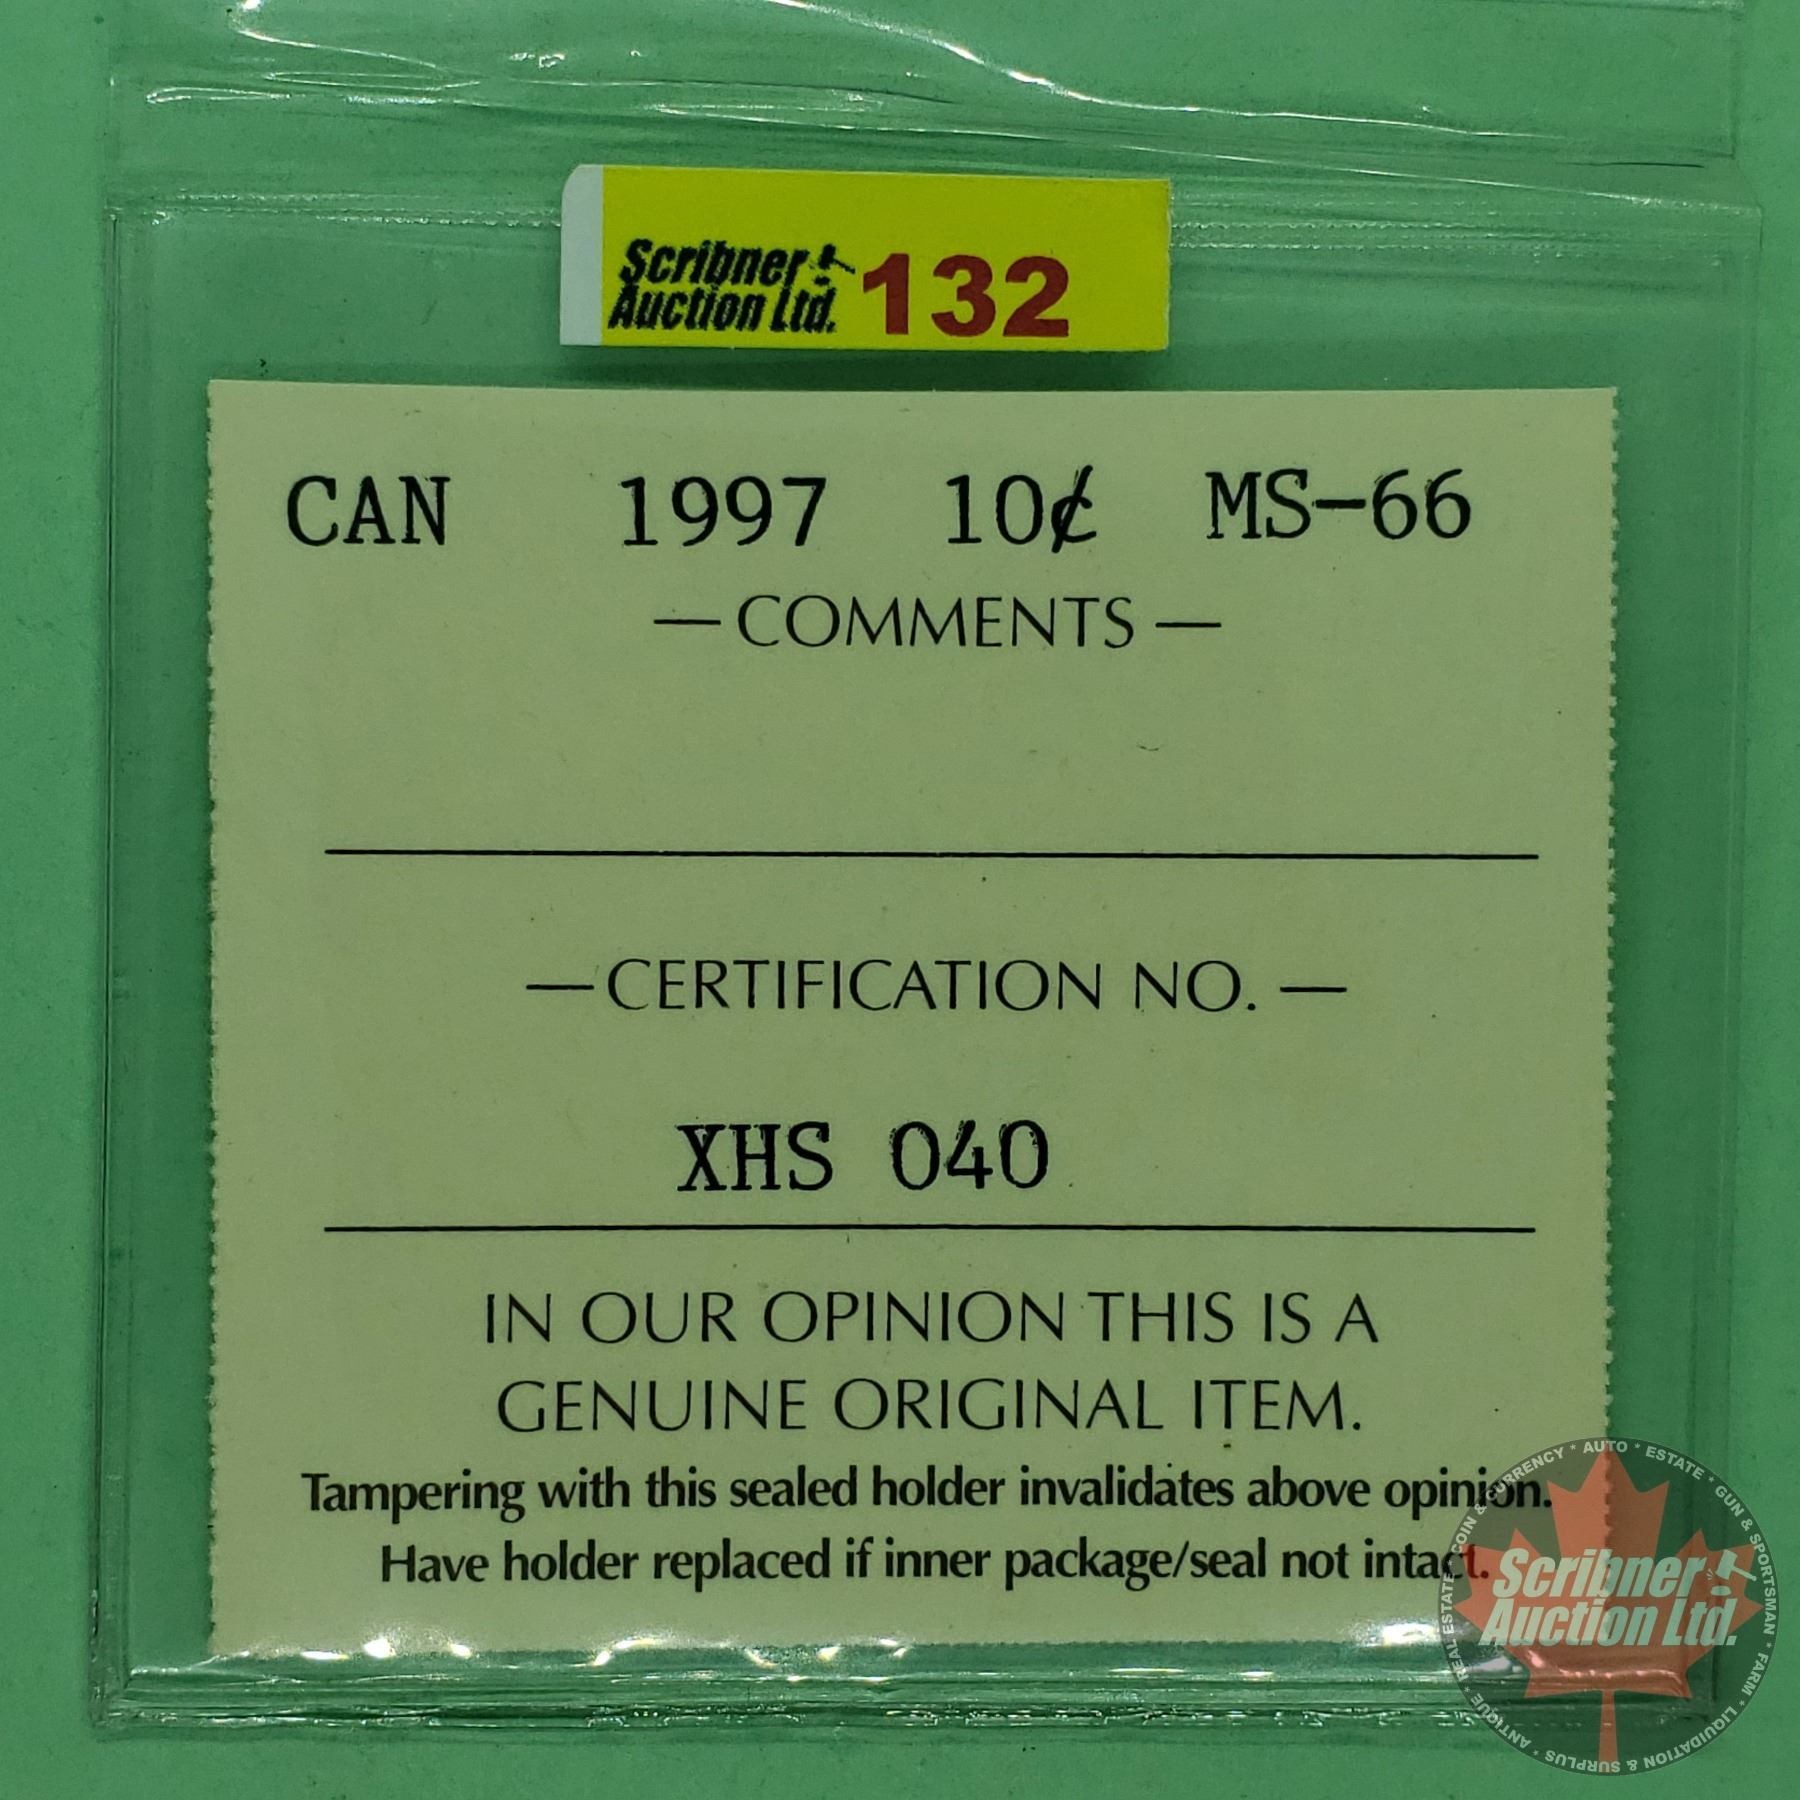 Scribner
Auction Ltd.
132
CAN 1997 10¢ MS-66
— COMMENTS —
— CERTIFICATION NO. —
XHS 040
IN OUR OPINION THIS IS A
GENUINE ORIGINAL ITEM.
Tampering with this sealed holder invalidates above opinion.
Have holder replaced if inner package/seal not intact.
Scribner
Auction Ltd.
REAL ESTATE * COIN & CURRENCY * AUTO * ESTATE * GUN & SPORTSMAN * FARM * LIQUIDATION & SURPLUS * ANTIQUE *